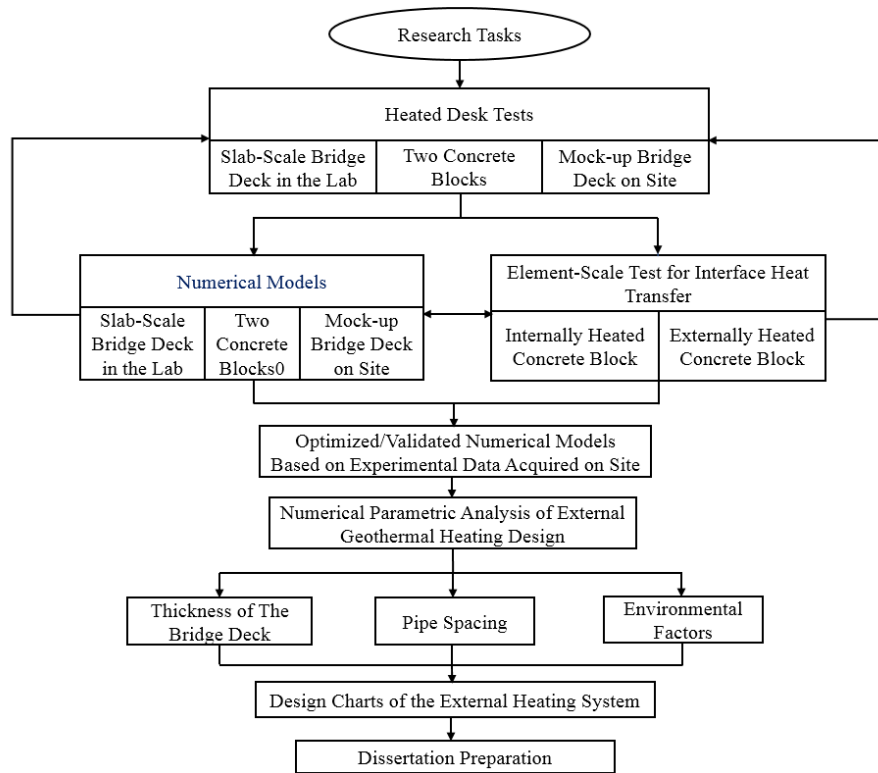 Research Tasks
Heated Desk Tests
Slab-Scale Bridge
Deck in the Lab
Two Concrete
Blocks
Mock-up Bridge
Deck on Site
Numerical Models
Slab-Scale
Bridge Deck
in the Lab
Two
Concrete
Blocks0
Mock-up
Bridge Deck
on Site
Element-Scale Test for Interface Heat
Transfer
Internally Heated
Concrete Block
Externally Heated
Concrete Block
Optimized/Validated Numerical Models
Based on Experimental Data Acquired on Site
Numerical Parametric Analysis of External
Geothermal Heating Design
Thickness of The
Bridge Deck
Pipe Spacing
Environmental
Factors
Design Charts of the External Heating System
Dissertation Preparation